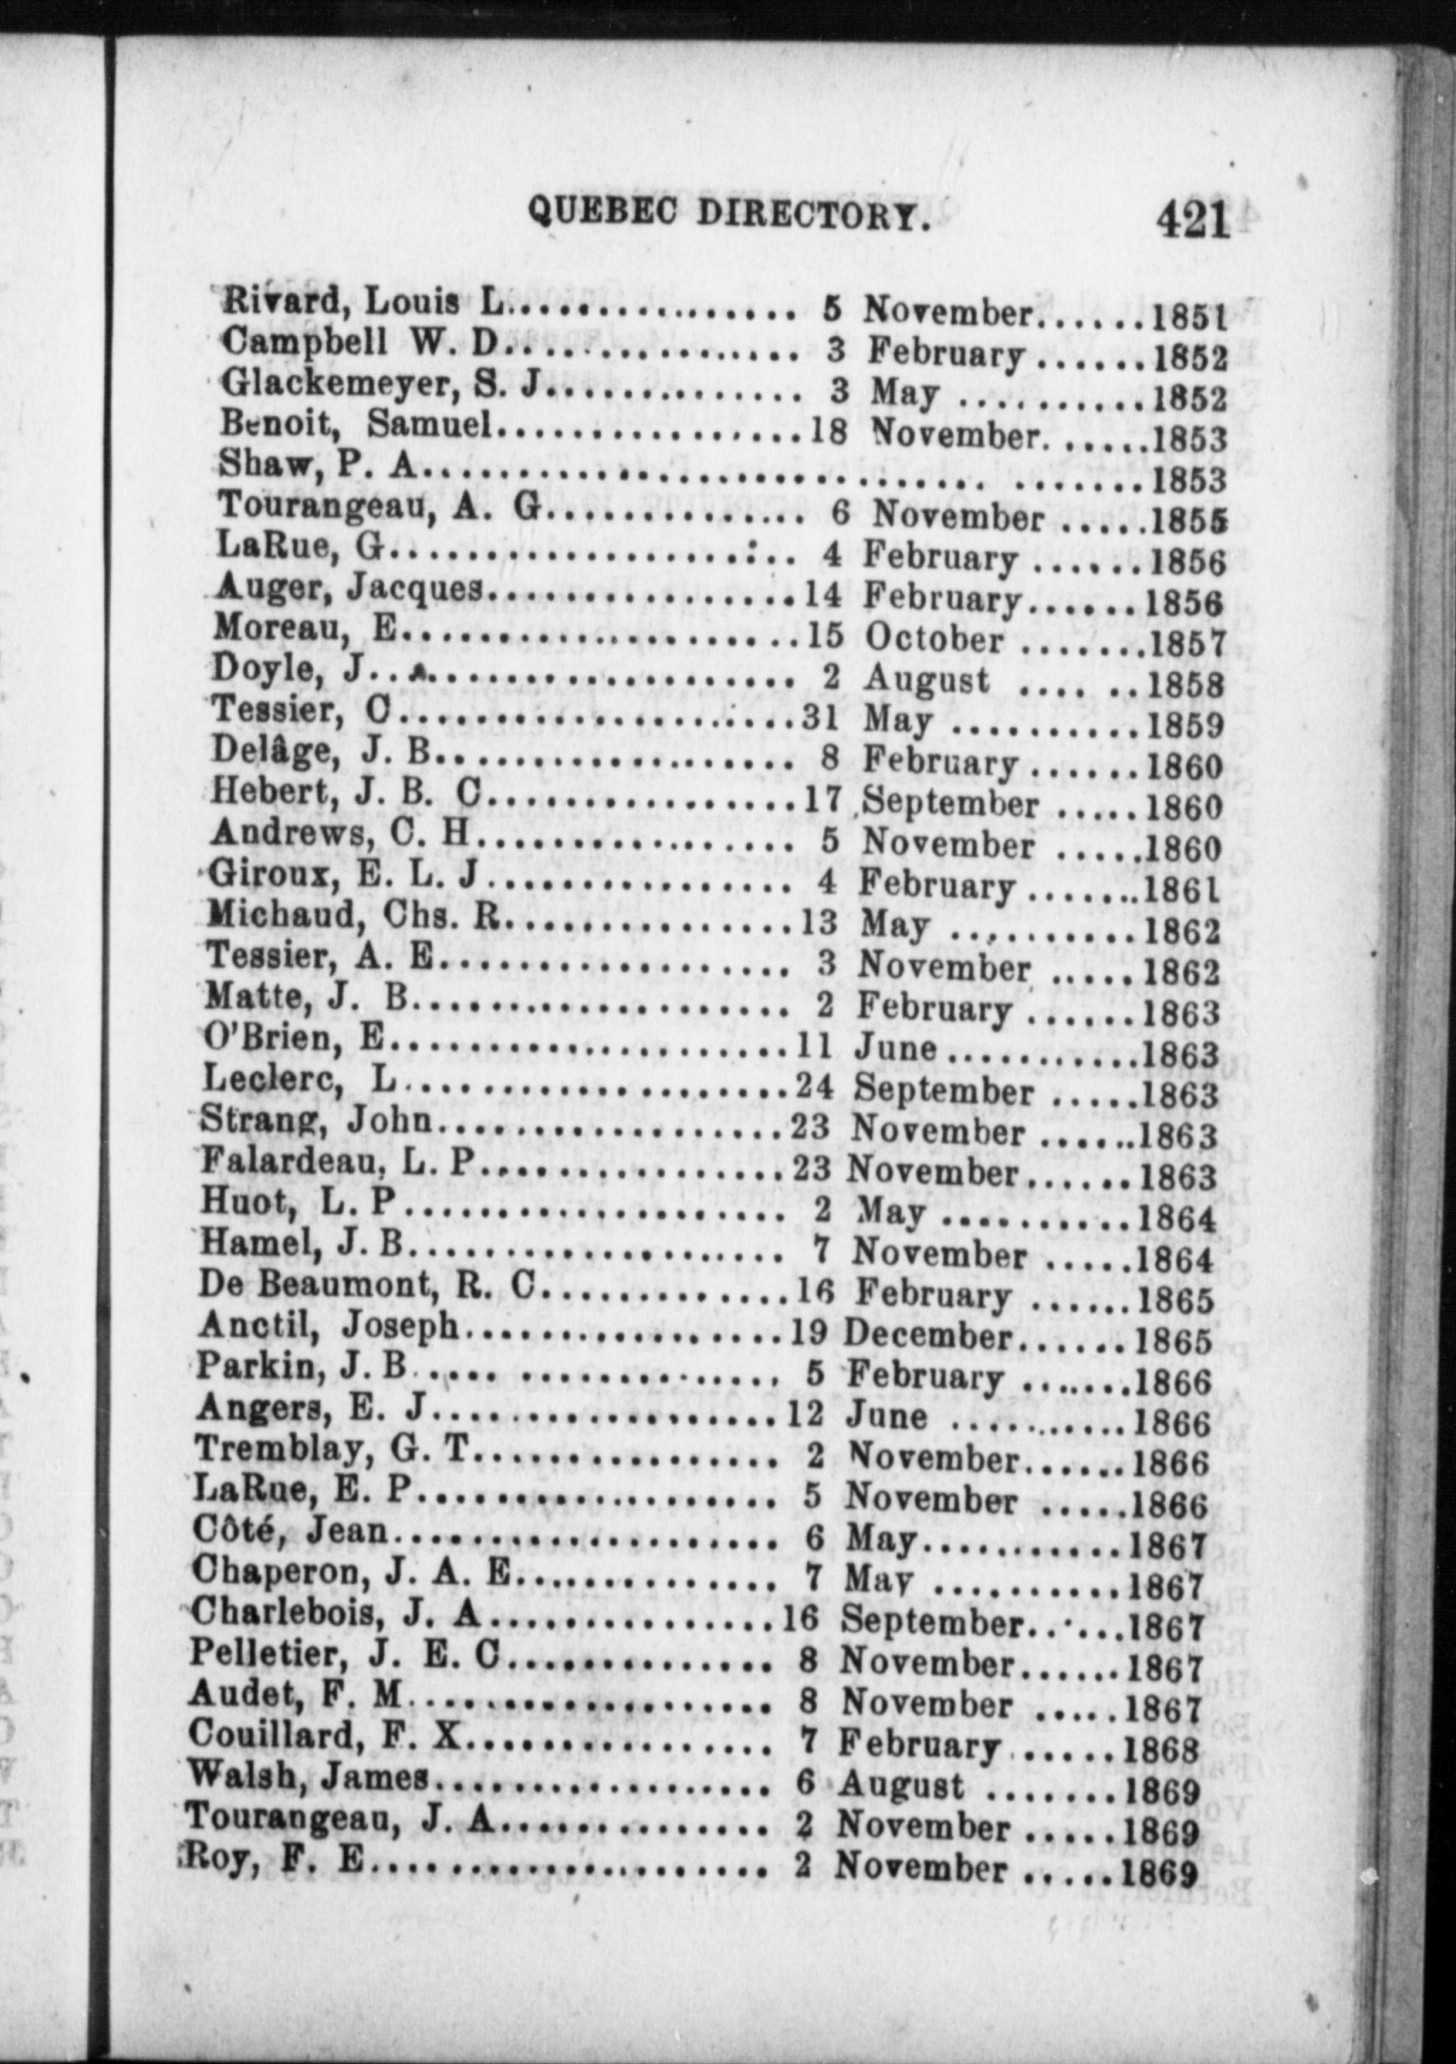 QUEBEC DIRECTORY. 421
Rivard, Louis L................ 5 November......1851
Campbell W. D................ 3 February......1852
Glackemeyer, S. J.............. 3 May ...........1852
Benoit, Samuel.................18 November. .....1853
Shaw, P. A.............................. .......1853
Tourangeau, A. G.............. 6 November .....1855
LaRue, G..................:.. 4 February ......1856
Auger, Jacques.................14 February......1856
Moreau, E......................15 October .......1857
Doyle, J...................... 2 August .... ..1858
Tessier, C.....................31 May ..........1859
Delâge, J. B................... 8 February......1860
Hebert, J. B. C.................17 September .....1860
Andrews, C. H................. 5 November .....1860
Giroux, E. L. J................ 4 February.......1861
Michaud, Chs. R................13 May ..........1862
Tessier, A. E................... 3 November .....1862
Matte, J. B..................... 2 February ......1863
O'Brien, E......................11 June...........1863
Leclerc, L.....................24 September .....1863
Strang, John...................23 November ......1863
Falardeau, L. P................23 November......1863
Huot, L. P..................... 2 May ..........1864
Hamel, J. B.................... 7 November .....1864
De Beaumont, R. C.............16 February ......1865
Anctil, Joseph.................19 December......1865
Parkin, J. B..... .............. 5 February .......1866
Angers, E. J...................12 June ..........1866
Tremblay, G. T................. 2 November......1866
LaRue, E. P.................... 5 November .....1866
Côté, Jean..................... 6 May...........1867
Chaperon, J. A. E.............. 7 May ..........1867
Charlebois, J. A................16 September......1867
Pelletier, J. E. C.............. 8 November......1867
Audet, F. M.................... 8 November .....1867
Couillard, F. X................. 7 February ......1868
Walsh, James.................. 6 August .......1869
Tourangeau, J. A............... 2 November .....1869
Roy, F. E...................... 2 November .....1869